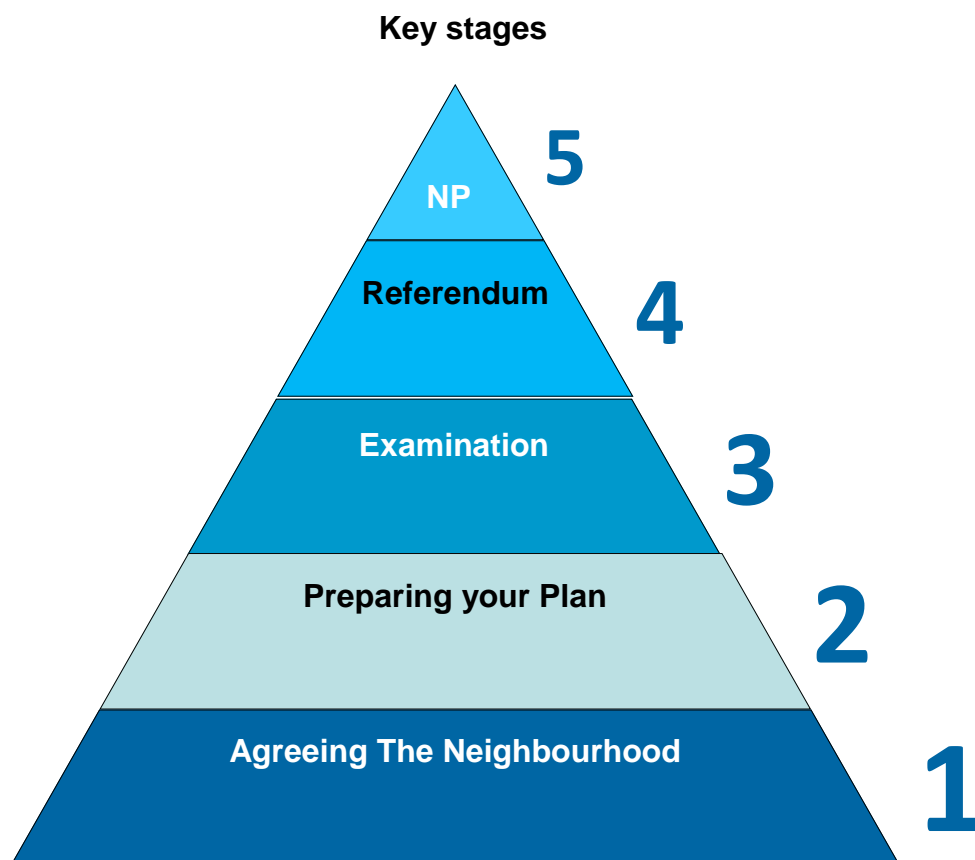 Key stages
5
NP
Referendum
4
Examination
3
Preparing your Plan
2
Agreeing The Neighbourhood
1